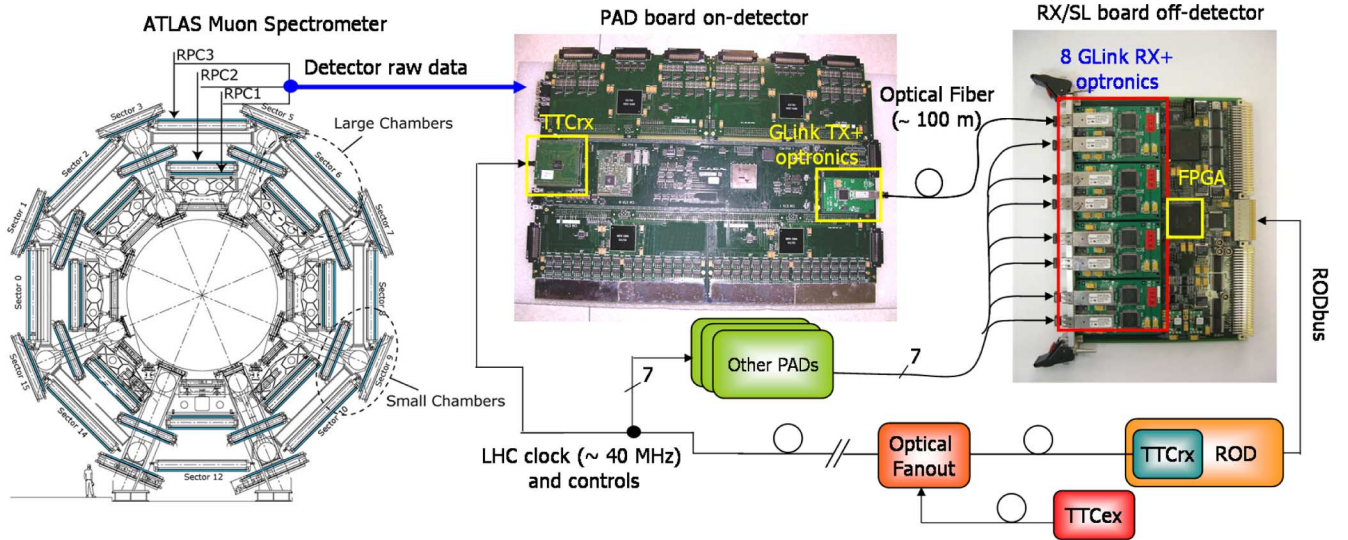 ATLAS Muon Spectrometer
PAD board on-detector
RX/SL board off-detector
RPC3
RPC2
RPC1
Detector raw data
8 GLink RX+
optronics
Optical Fiber
(~ 100 m)
TTCrx
GLink TX+
optronics
FPGA
Sector 3
Sector 5
Large Chambers
Sector 2
Sector 6
Sector 1
Sector 7
Sector 0
Sector 8
Sector 15
Sector 9
Small Chambers
Sector 14
Sector 10
Sector 12
RODbus
Other PADs
7
7
LHC clock (~ 40 MHz)
and controls
Optical
Fanout
TTCrx
ROD
TTCex